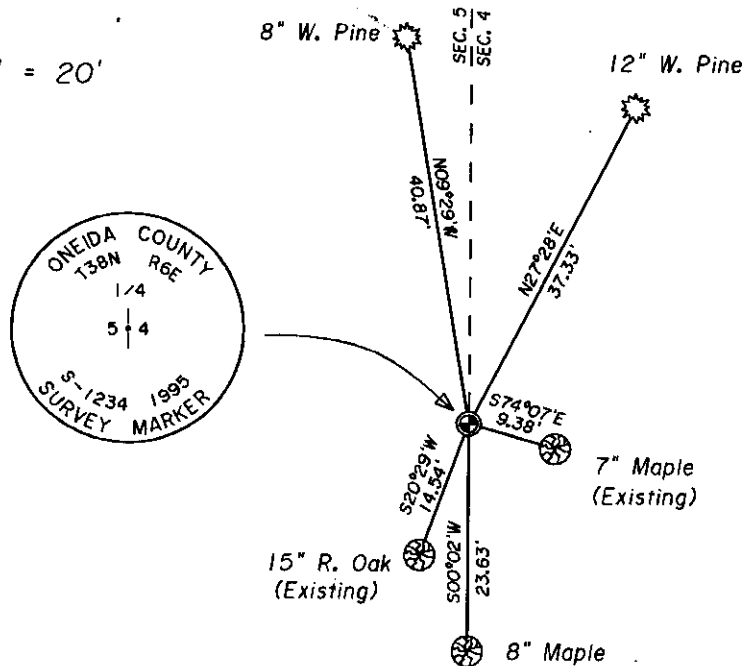 8" W. Pine
SEC. 5
SEC. 4
' = 20'
12" W. Pine
N09°29'W
40.87'
N27°28'E
37.33'
ONEIDA COUNTY
T38N R6E
1/4
5 4
S-1234 1995
SURVEY MARKER
S74°07'E
9.38'
7" Maple
(Existing)
S20°29'W
14.54'
15" R. Oak
(Existing)
S00°02'W
23.63'
8" Maple